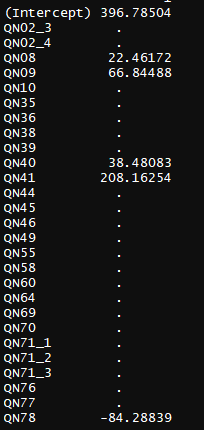 (Intercept) 396.78504
QN02_3 .
QN02_4 .
QN08 22.46172
QN09 66.84488
QN10 .
QN35 .
QN36 .
QN38 .
QN39 .
QN40 38.48083
QN41 208.16254
QN44 .
QN45 .
QN46 .
QN49 .
QN55 .
QN58 .
QN60 .
QN64 .
QN69 .
QN70 .
QN71_1 .
QN71_2 .
QN71_3 .
QN76 .
QN77 .
QN78 -84.28839